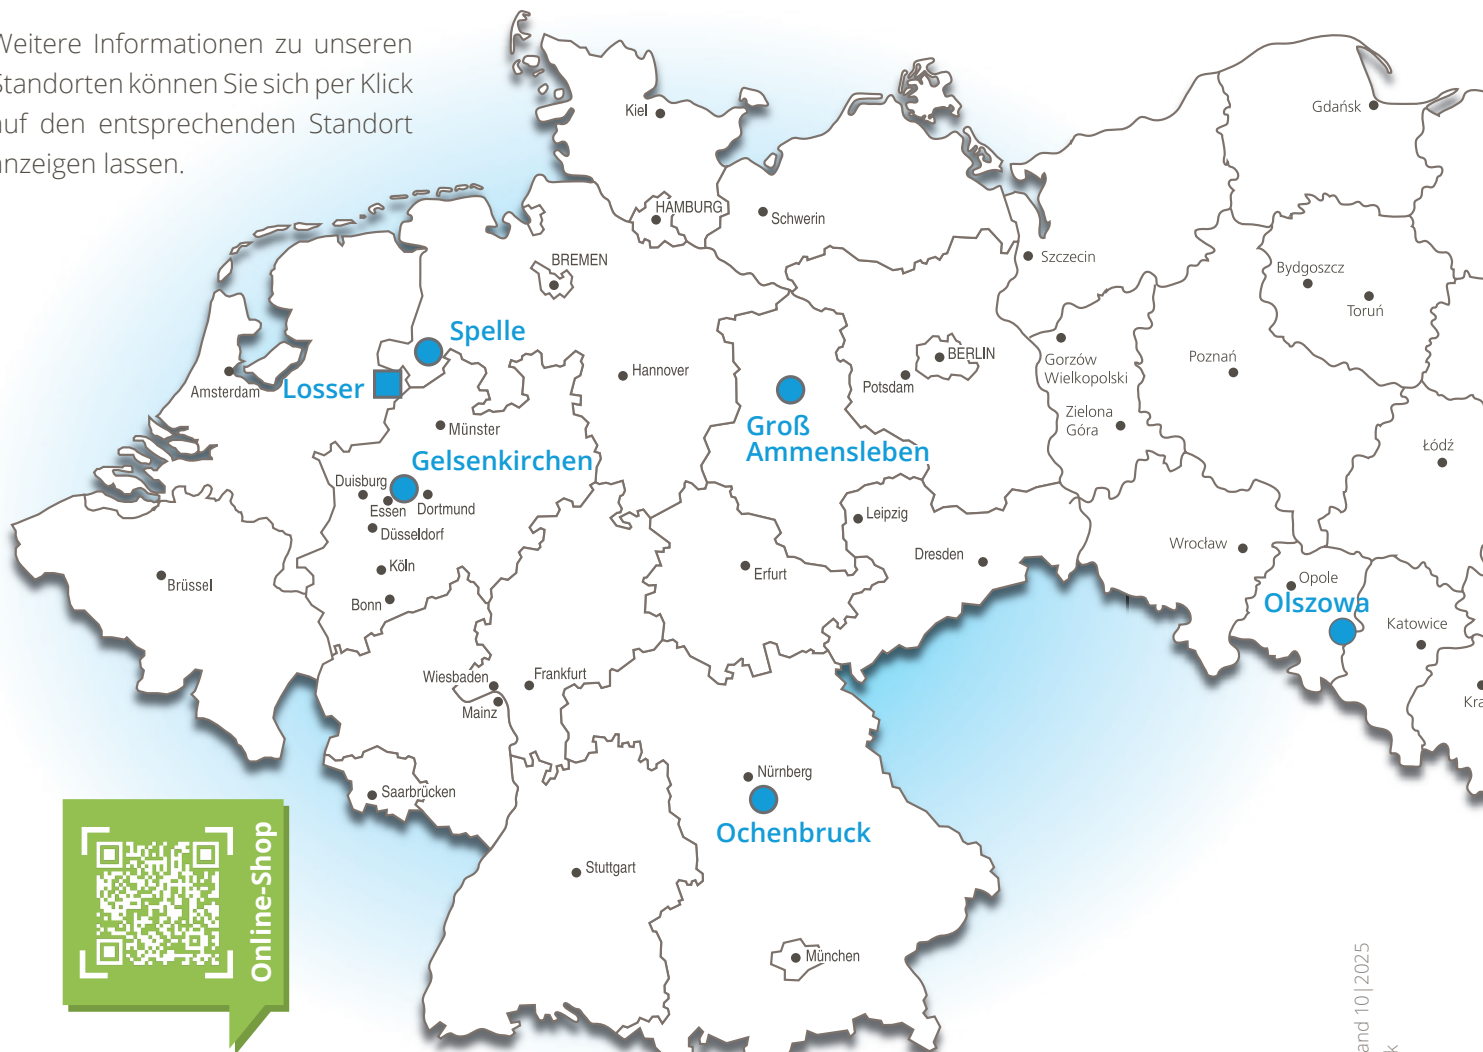 Weitere Informationen zu unseren
Standorten können Sie sich per Klick
auf den entsprechenden Standort
anzeigen lassen.
Kiel
Gdańsk
HAMBURG
Schwerin
BREMEN
Szczecin
Bydgoszcz
Toruń
Spelle
Losser
Amsterdam
Hannover
BERLIN
Potsdam
Gorzów
Wielkopolski
Poznań
Zielona
Góra
Groß
Ammensleben
Münster
Gelsenkirchen
Łódź
Duisburg
Essen
Dortmund
Düsseldorf
Leipzig
Dresden
Wrocław
Köln
Erfurt
Brüssel
Bonn
Opole
Olszowa
Katowice
Wiesbaden
Frankfurt
Mainz
Kra
Nürnberg
Saarbrücken
Ochenbruck
Online-Shop
Stuttgart
München
and 10|2025